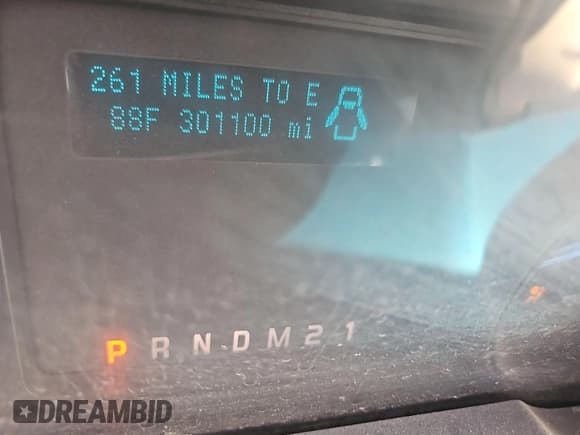 261 MILES TO E
88F 301100 mi
P R N D M 2 1
DREAMBID